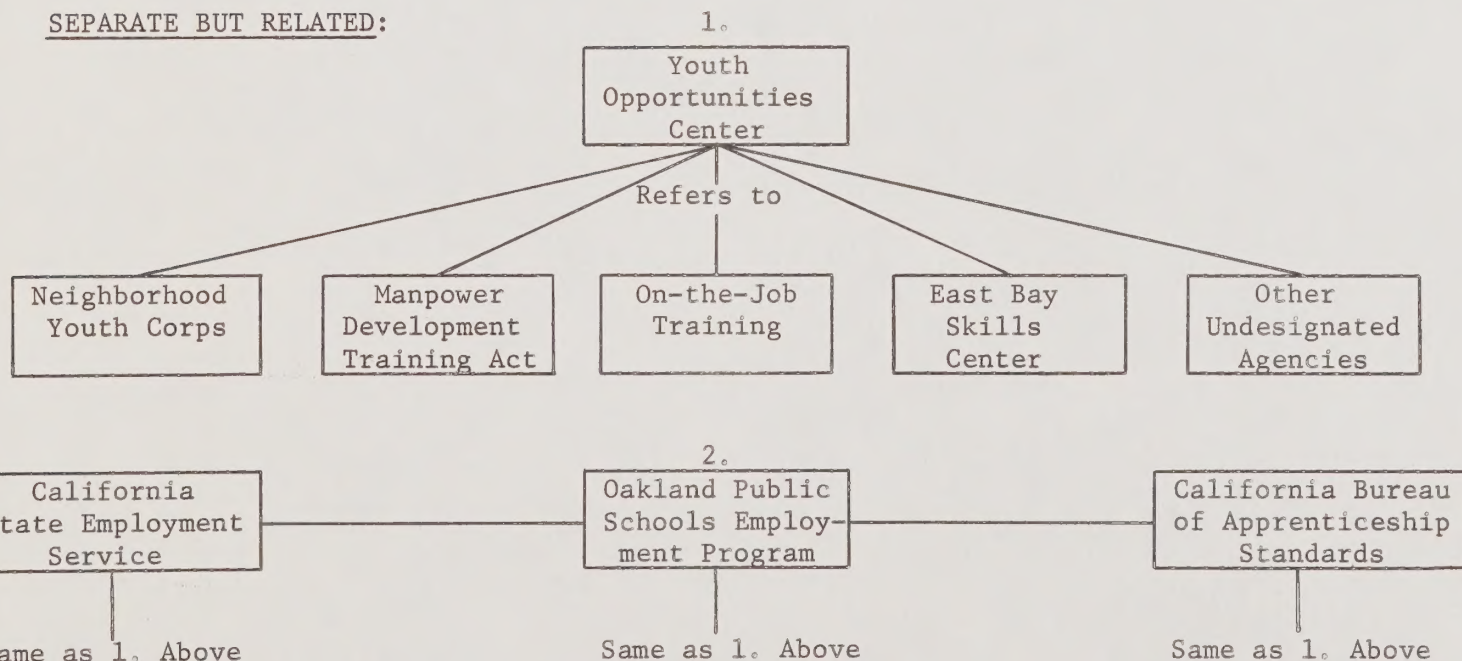 SEPARATE BUT RELATED:
1.
Youth
Opportunities
Center
Refers to
Neighborhood
Youth Corps
Manpower
Development
Training Act
On-the-Job
Training
East Bay
Skills
Center
Other
Undesignated
Agencies
2.
California
tate Employment
Service
Oakland Public
Schools Employ-
ment Program
California Bureau
of Apprenticeship
Standards
ame as 1. Above
Same as 1. Above
Same as 1. Above